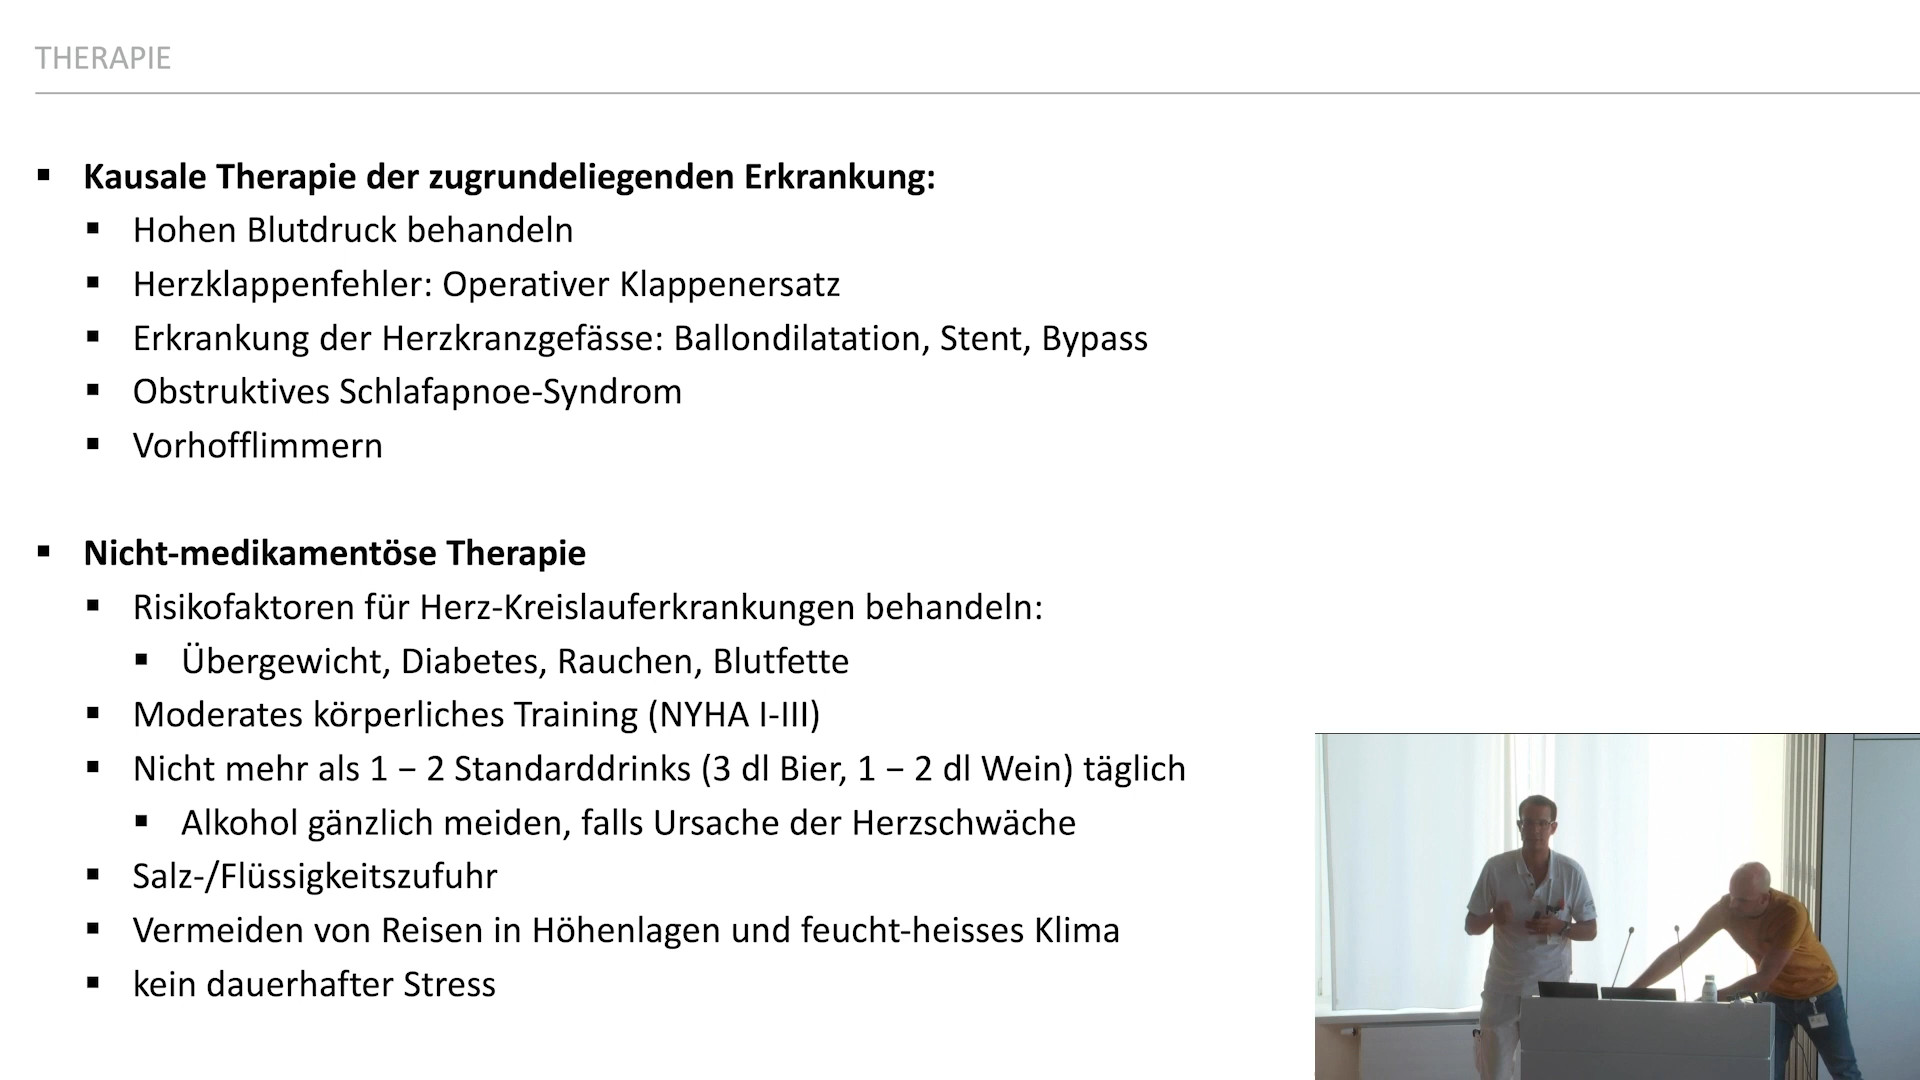 THERAPIE
▪ Kausale Therapie der zugrundeliegenden Erkrankung:
▪ Hohen Blutdruck behandeln
▪ Herzklappenfehler: Operativer Klappenersatz
▪ Erkrankung der Herzkranzgefässe: Ballondilatation, Stent, Bypass
▪ Obstruktives Schlafapnoe-Syndrom
▪ Vorhofflimmern
▪ Nicht-medikamentöse Therapie
▪ Risikofaktoren für Herz-Kreislauferkrankungen behandeln:
▪ Übergewicht, Diabetes, Rauchen, Blutfette
▪ Moderates körperliches Training (NYHA I-III)
▪ Nicht mehr als 1 – 2 Standarddrinks (3 dl Bier, 1 – 2 dl Wein) täglich
▪ Alkohol gänzlich meiden, falls Ursache der Herzschwäche
▪ Salz-/Flüssigkeitszufuhr
▪ Vermeiden von Reisen in Höhenlagen und feucht-heisses Klima
▪ kein dauerhafter Stress